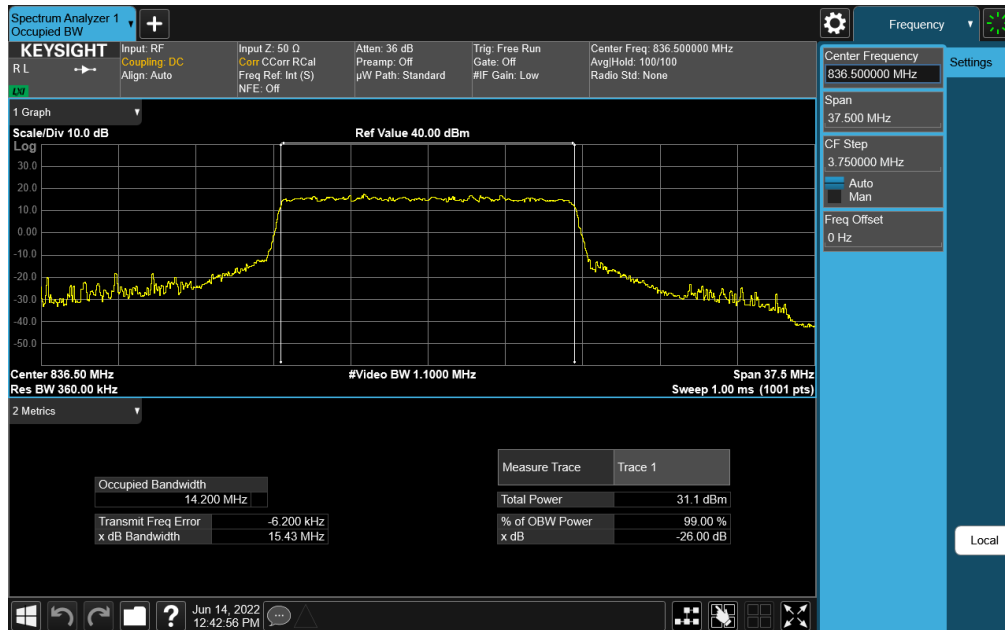 Spectrum Analyzer 1
Occupied BW
Frequency
KEYSIGHT
R L
LXI
Input: RF
Coupling: DC
Align: Auto
Input Z: 50 Ω
Corr CCorr RCal
Freq Ref: Int (S)
NFE: Off
Atten: 36 dB
Preamp: Off
µW Path: Standard
Trig: Free Run
Gate: Off
#IF Gain: Low
Center Freq: 836.500000 MHz
Avg|Hold: 100/100
Radio Std: None
Center Frequency
836.500000 MHz
Settings
Span
37.500 MHz
CF Step
3.750000 MHz
Auto
Man
Freq Offset
0 Hz
Local
1 Graph
Scale/Div 10.0 dB
Ref Value 40.00 dBm
Log
30.0
20.0
10.0
0.00
-10.0
-20.0
-30.0
-40.0
-50.0
Center 836.50 MHz
#Video BW 1.1000 MHz
Span 37.5 MHz
Res BW 360.00 kHz
Sweep 1.00 ms (1001 pts)
2 Metrics
Measure Trace Trace 1
Occupied Bandwidth
14.200 MHz
Total Power 31.1 dBm
Transmit Freq Error -6.200 kHz
% of OBW Power 99.00 %
x dB Bandwidth 15.43 MHz
x dB -26.00 dB
?
Jun 14, 2022
12:42:56 PM